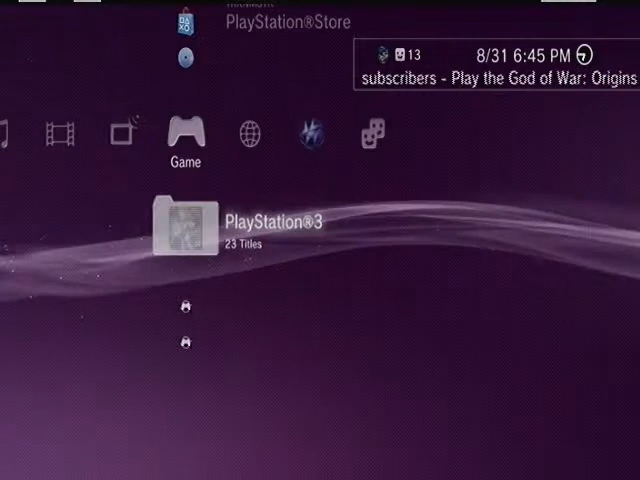 PlayStation®Store
13
8/31 6:45 PM
subscribers - Play the God of War: Origins
Game
PlayStation®3
23 Titles